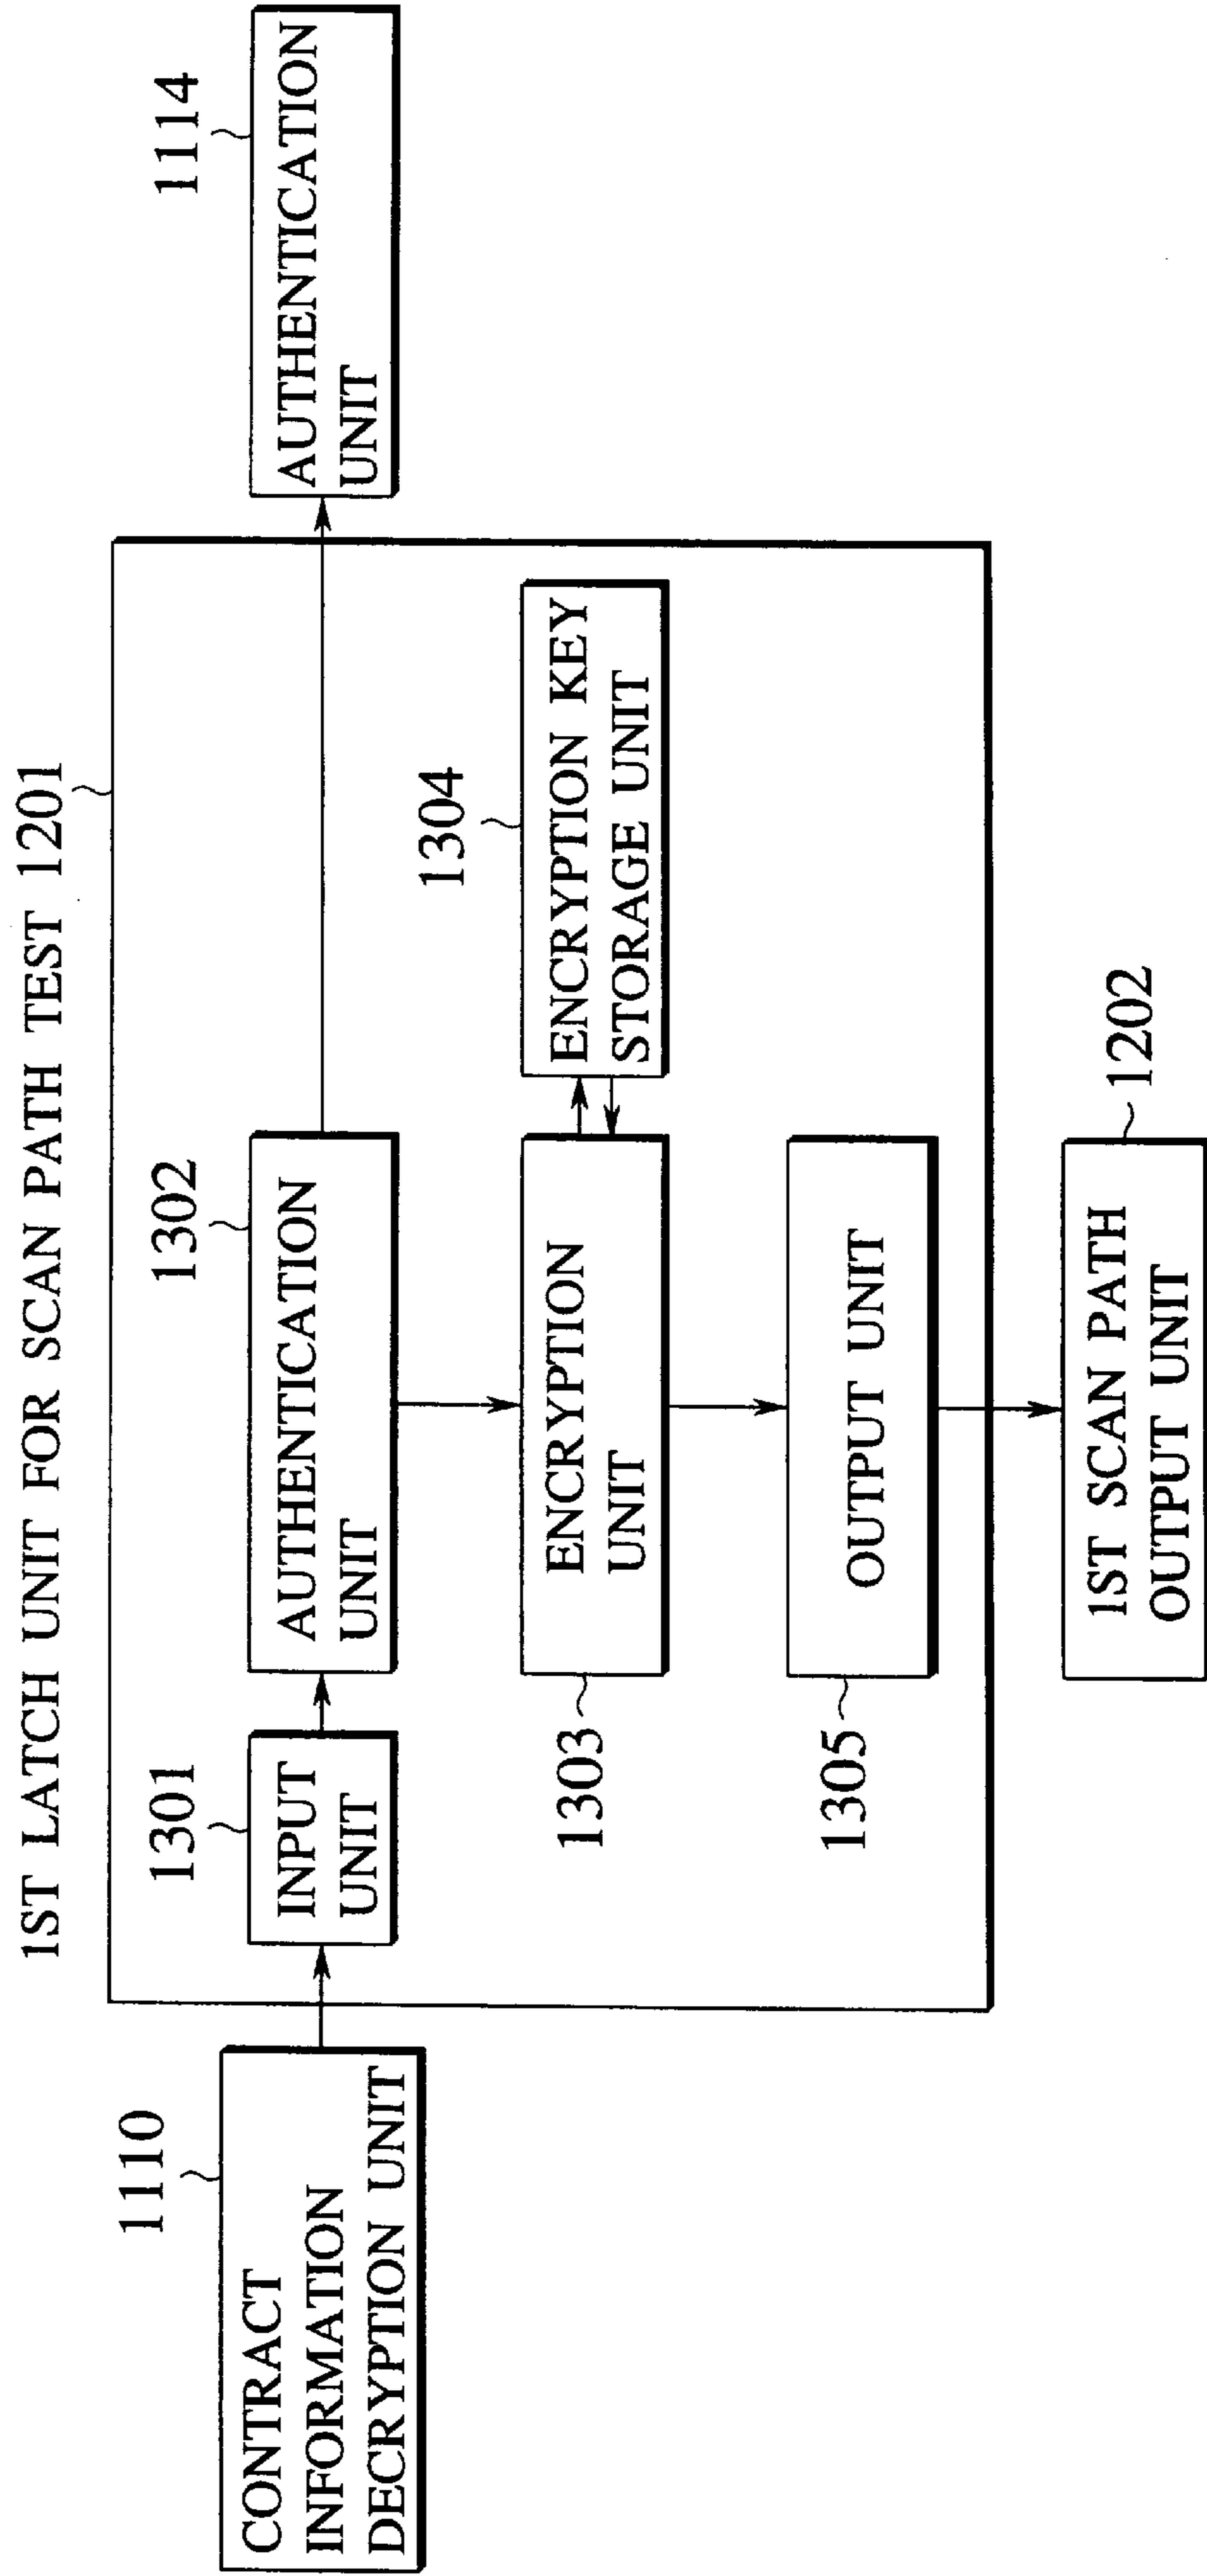 1ST LATCH UNIT FOR SCAN PATH TEST 1201
1110
CONTRACT
INFORMATION
DECRYPTION UNIT
1301
INPUT
UNIT
1302
AUTHENTICATION
UNIT
1114
AUTHENTICATION
UNIT
1303
ENCRYPTION
UNIT
1304
ENCRYPTION KEY
STORAGE UNIT
1305
OUTPUT UNIT
1ST SCAN PATH
OUTPUT UNIT
1202